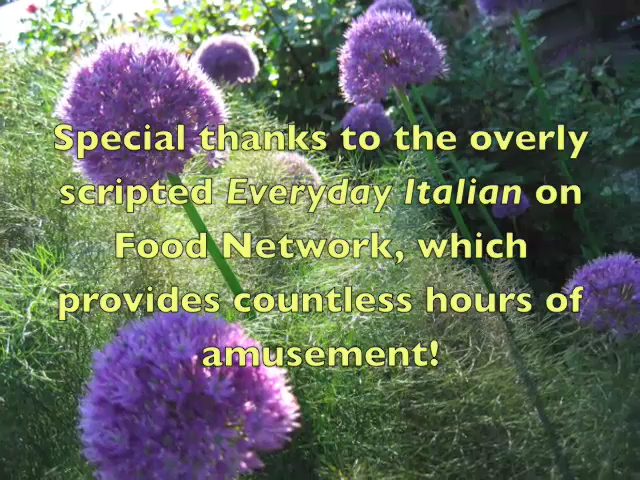 Special thanks to the overly
scripted Everyday Italian on
Food Network, which
provides countless hours of
amusement!